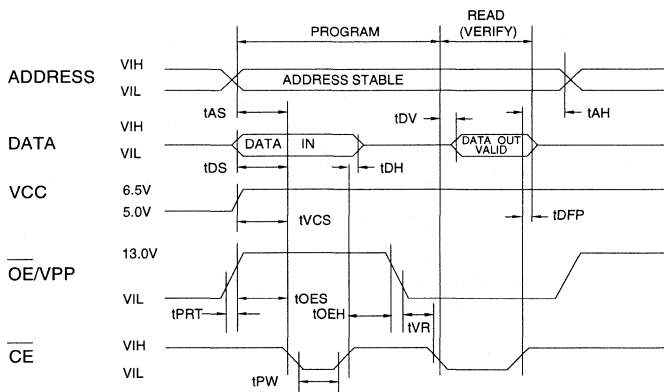 PROGRAM
READ
(VERIFY)
ADDRESS
VIH
VIL
ADDRESS STABLE
tAS
tDV
tAH
DATA
VIH
VIL
DATA IN
DATA OUT
VALID
tDS
tDH
VCC
6.5V
5.0V
tVCS
tDFP
OE/VPP
13.0V
VIL
tPRT
tOES
tOEH
tVR
CE
VIH
VIL
tPW